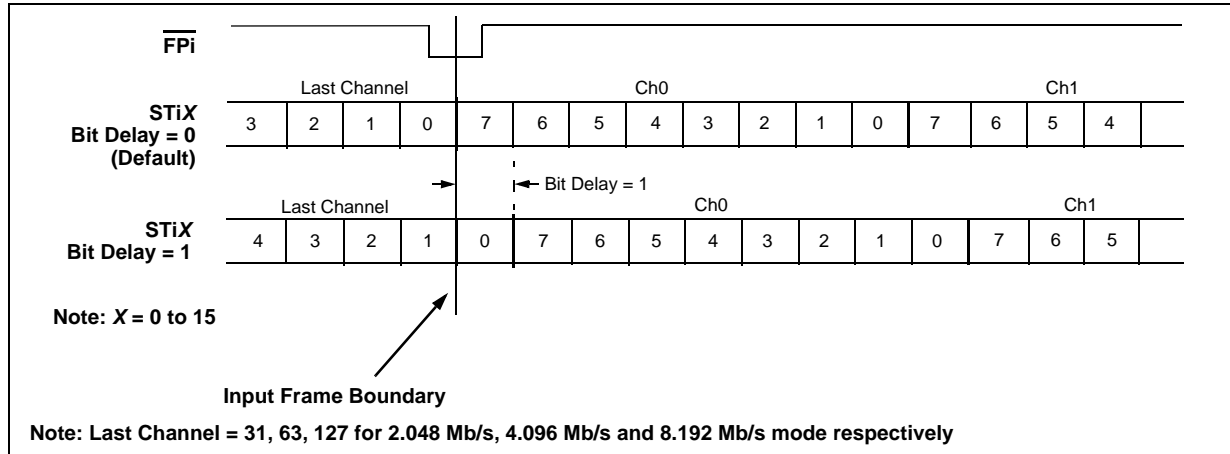 FPi
Last Channel Ch0 Ch1
STiX
Bit Delay = 0
(Default)
3 2 1 0 7 6 5 4 3 2 1 0 7 6 5 4
Bit Delay = 1
Last Channel Ch0 Ch1
STiX
Bit Delay = 1
4 3 2 1 0 7 6 5 4 3 2 1 0 7 6 5
Note: X = 0 to 15
Input Frame Boundary
Note: Last Channel = 31, 63, 127 for 2.048 Mb/s, 4.096 Mb/s and 8.192 Mb/s mode respectively